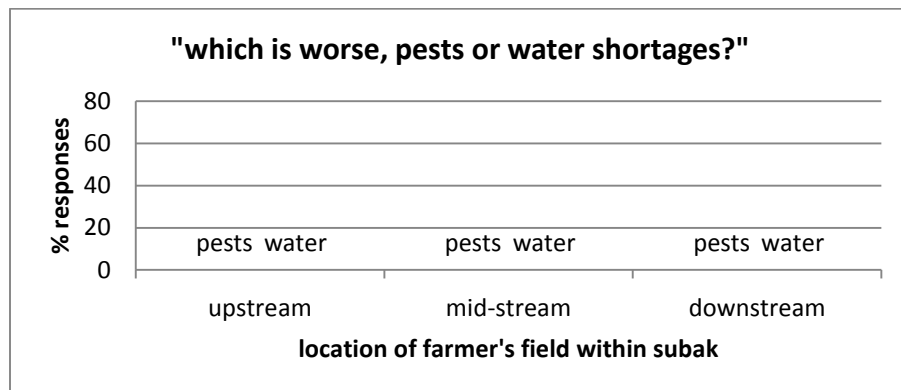 "which is worse, pests or water shortages?"
% responses
80
60
40
20
0
pests water pests water pests water
upstream mid-stream downstream
location of farmer's field within subak